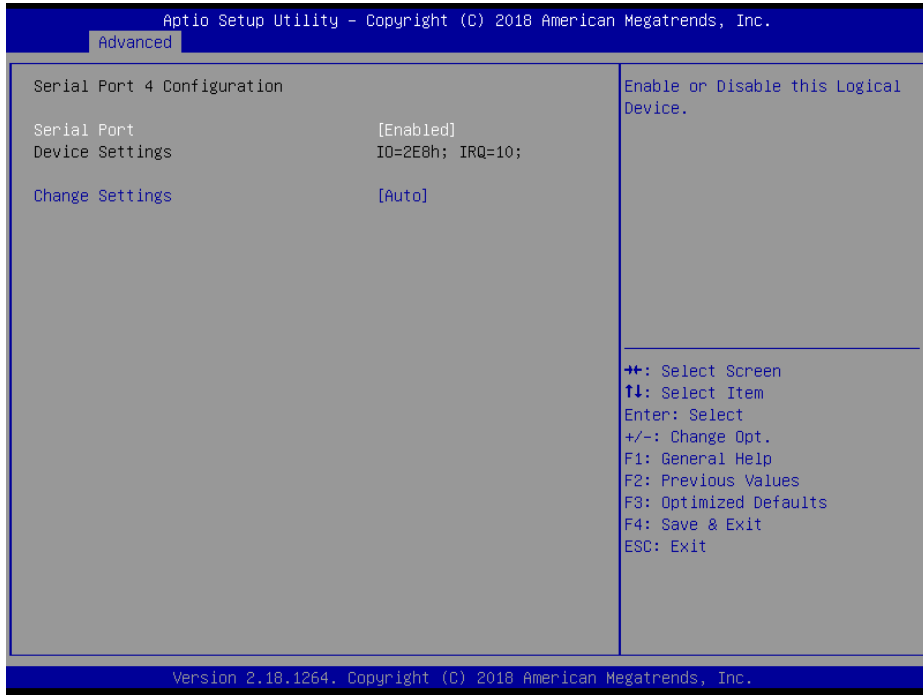 Aptio Setup Utility – Copyright (C) 2018 American Megatrends, Inc.
Advanced
Serial Port 4 Configuration
Serial Port [Enabled]
Device Settings IO=2E8h; IRQ=10;
Change Settings [Auto]
Enable or Disable this Logical
Device.
→←: Select Screen
↑↓: Select Item
Enter: Select
+/-: Change Opt.
F1: General Help
F2: Previous Values
F3: Optimized Defaults
F4: Save & Exit
ESC: Exit
Version 2.18.1264. Copyright (C) 2018 American Megatrends, Inc.